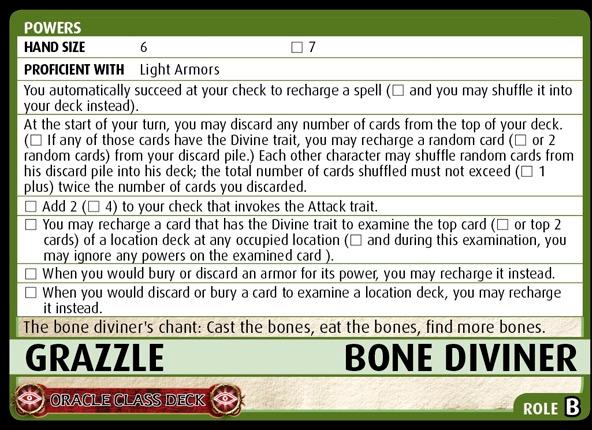 POWERS
HAND SIZE 6 ☐ 7
PROFICIENT WITH Light Armors
You automatically succeed at your check to recharge a spell (☐ and you may shuffle it into
your deck instead).
At the start of your turn, you may discard any number of cards from the top of your deck.
(☐ If any of those cards have the Divine trait, you may recharge a random card (☐ or 2
random cards) from your discard pile.) Each other character may shuffle random cards from
his discard pile into his deck; the total number of cards shuffled must not exceed (☐ 1
plus) twice the number of cards you discarded.
☐ Add 2 (☐ 4) to your check that invokes the Attack trait.
☐ You may recharge a card that has the Divine trait to examine the top card (☐ or top 2
cards) of a location deck at any occupied location (☐ and during this examination, you
may ignore any powers on the examined card ).
☐ When you would bury or discard an armor for its power, you may recharge it instead.
☐ When you would discard or bury a card to examine a location deck, you may recharge
it instead.
The bone diviner's chant: Cast the bones, eat the bones, find more bones.
GRAZZLE BONE DIVINER
ORACLE CLASS DECK
ROLE B